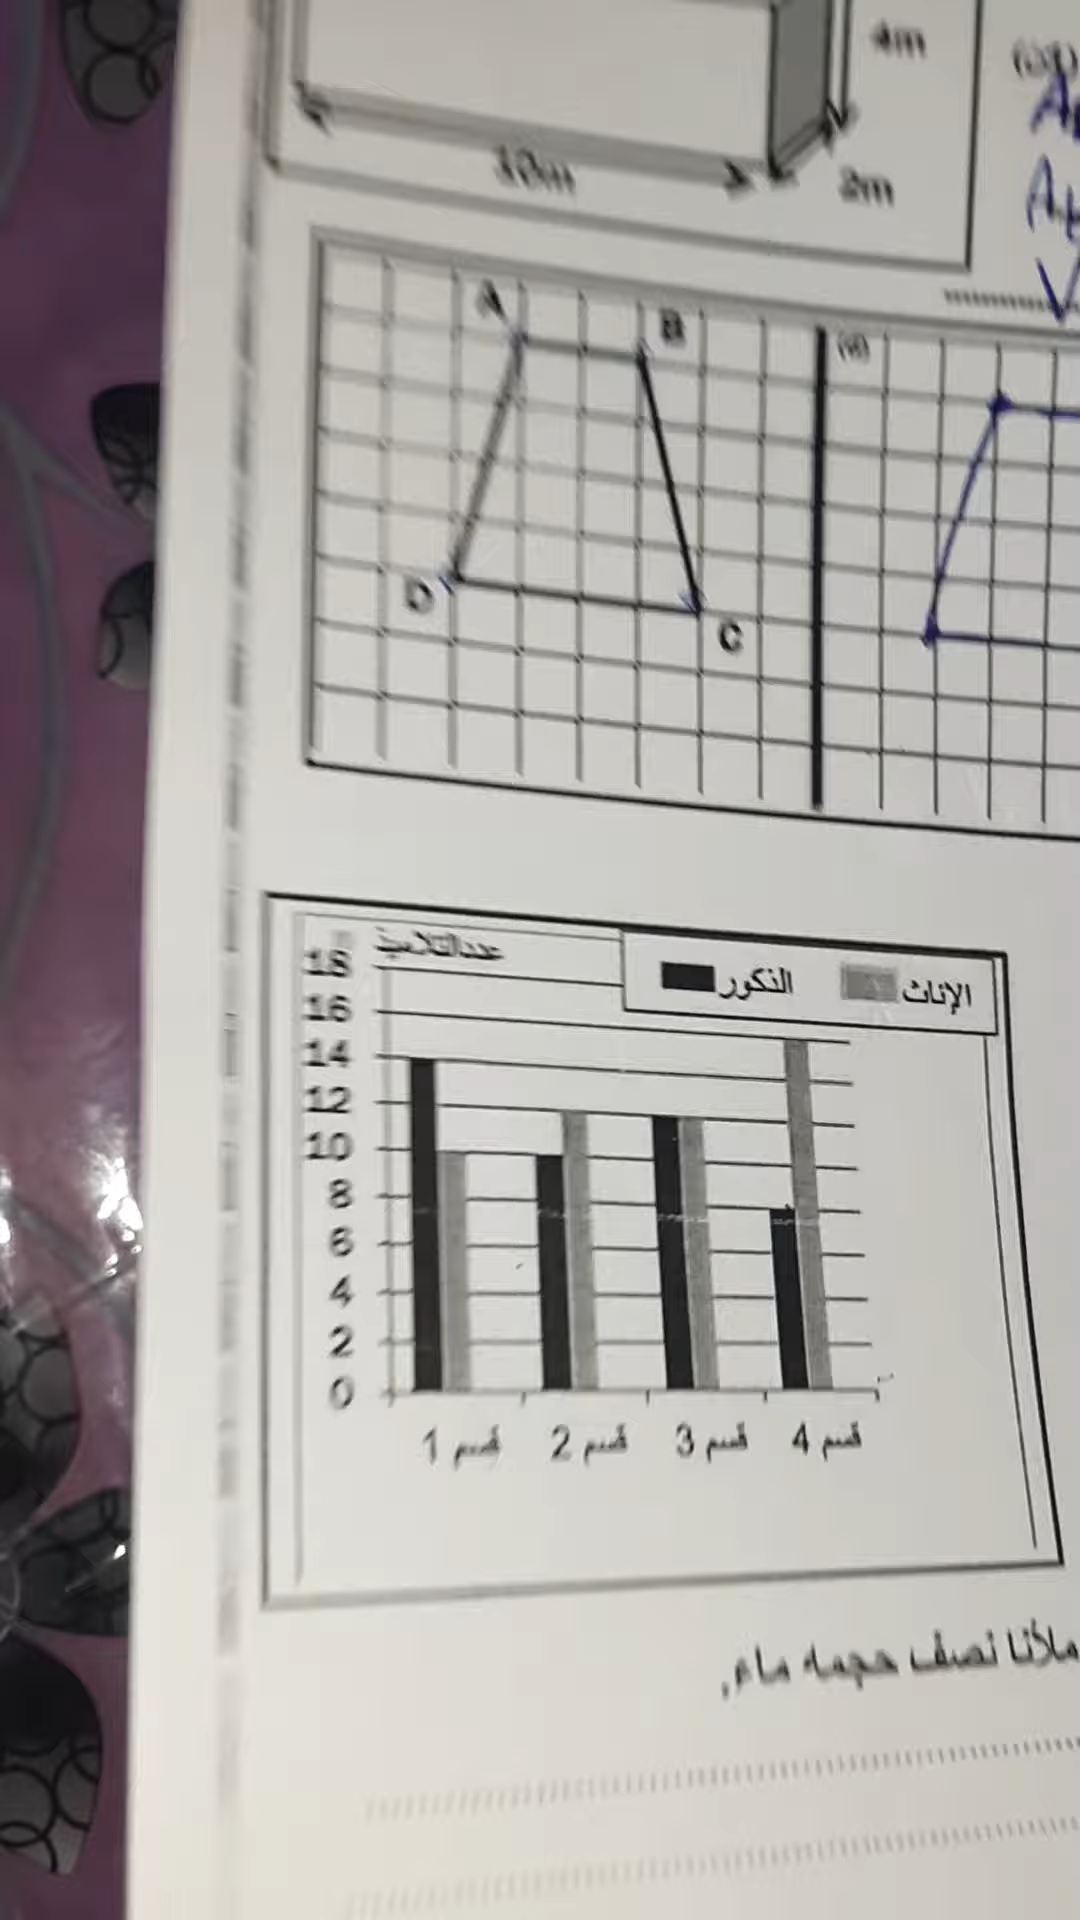 4m
2m
A
B
(d)
D
C
عدد التلاميذ
الذكور
الإناث
18
16
14
12
10
8
6
4
2
0
قسم 1
قسم 2
قسم 3
قسم 4
ملأنا نصف حجمه ماء,